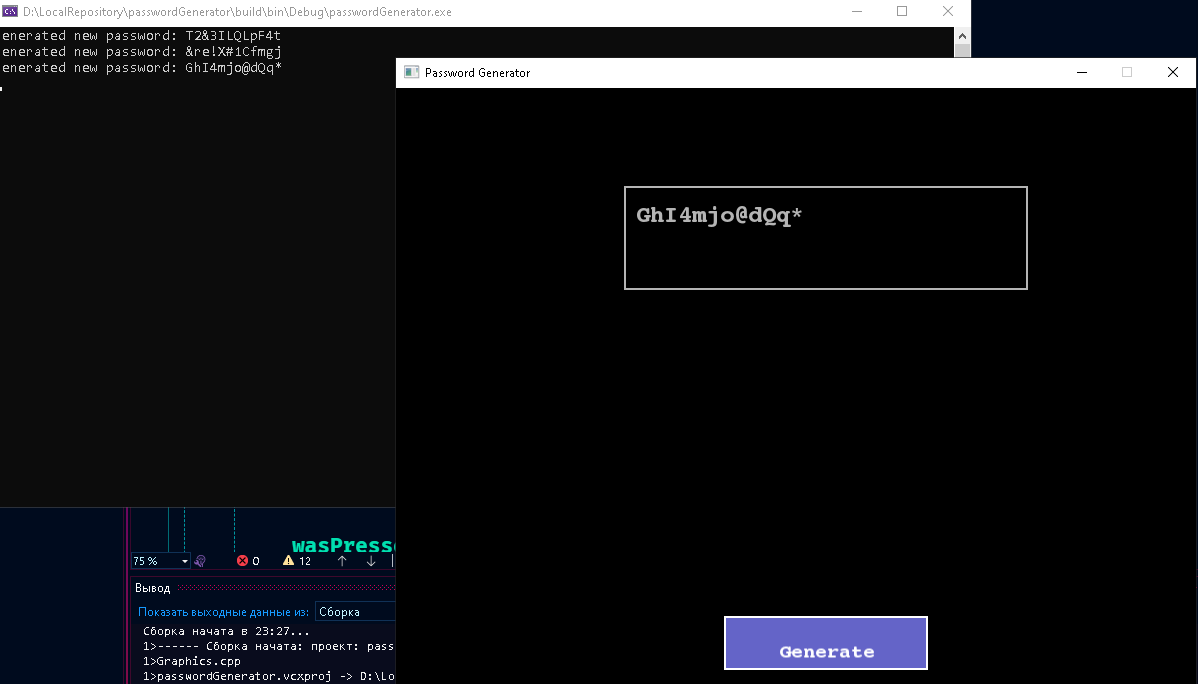 D:\LocalRepository\passwordGenerator\build\bin\Debug\passwordGenerator.exe
enerated new password: T2&3ILQLpF4t
enerated new password: &re!X#1Cfmgj
enerated new password: GhI4mjo@dQq*
Password Generator
GhI4mjo@dQq*
Generate
wasPresse
75 %
0
12
Вывод
Показать выходные данные из: Сборка
Сборка начата в 23:27...
1>------ Сборка начата: проект: pass
1>Graphics.cpp
1>passwordGenerator.vcxproj -> D:\Lo